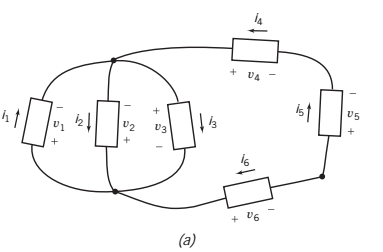 i4
+ v4 −
i1
−
v1
+
i2
−
v2
+
+
v3
−
i3
i5
−
v5
+
i6
+ v6 −
(a)